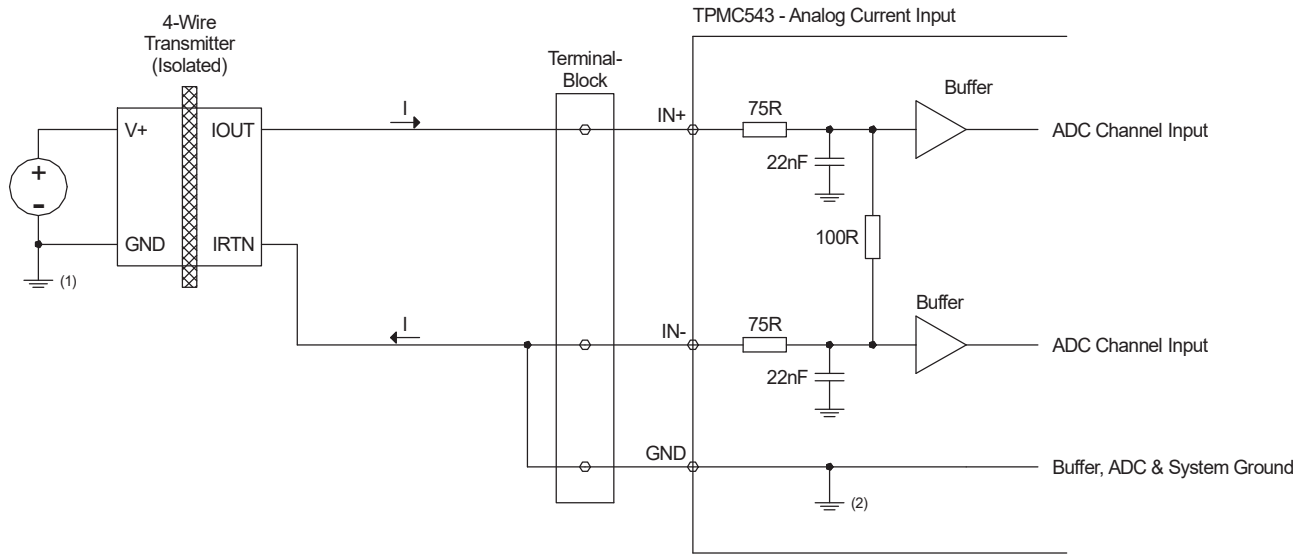 TPMC543 - Analog Current Input
4-Wire
Transmitter
(Isolated)
Terminal-
Block
Buffer
I
IN+
75R
V+
IOUT
ADC Channel Input
22nF
+
-
100R
GND
IRTN
(1)
Buffer
I
IN-
75R
ADC Channel Input
22nF
GND
Buffer, ADC & System Ground
(2)